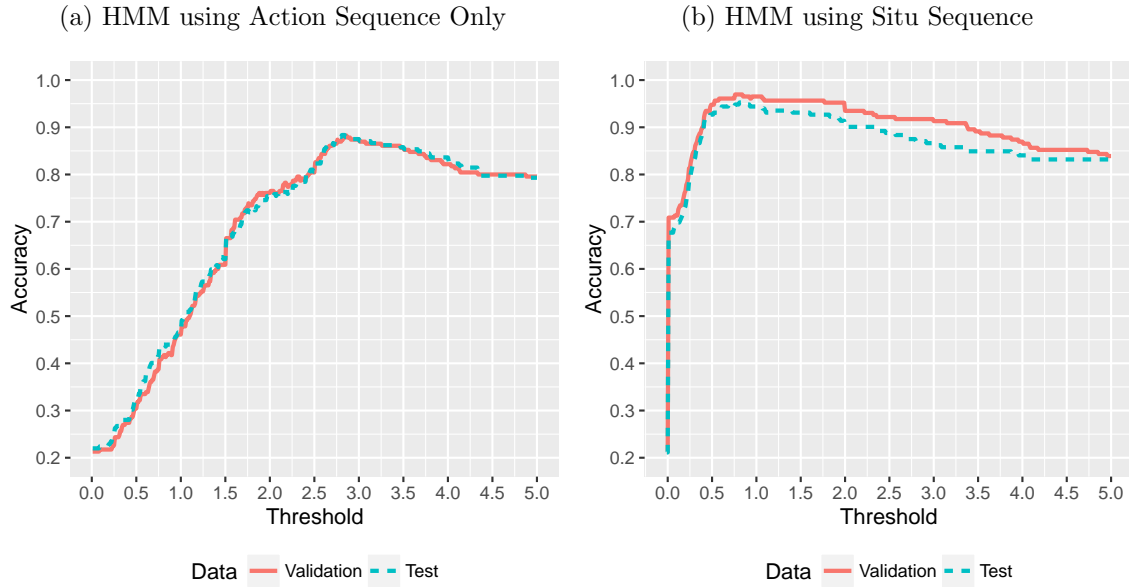 (a) HMM using Action Sequence Only
1.0
0.9
0.8
0.7
0.6
0.5
0.4
0.3
0.2
Accuracy
0.0 0.5 1.0 1.5 2.0 2.5 3.0 3.5 4.0 4.5 5.0
Threshold
Data Validation Test
(b) HMM using Situ Sequence
1.0
0.9
0.8
0.7
0.6
0.5
0.4
0.3
0.2
Accuracy
0.0 0.5 1.0 1.5 2.0 2.5 3.0 3.5 4.0 4.5 5.0
Threshold
Data Validation Test